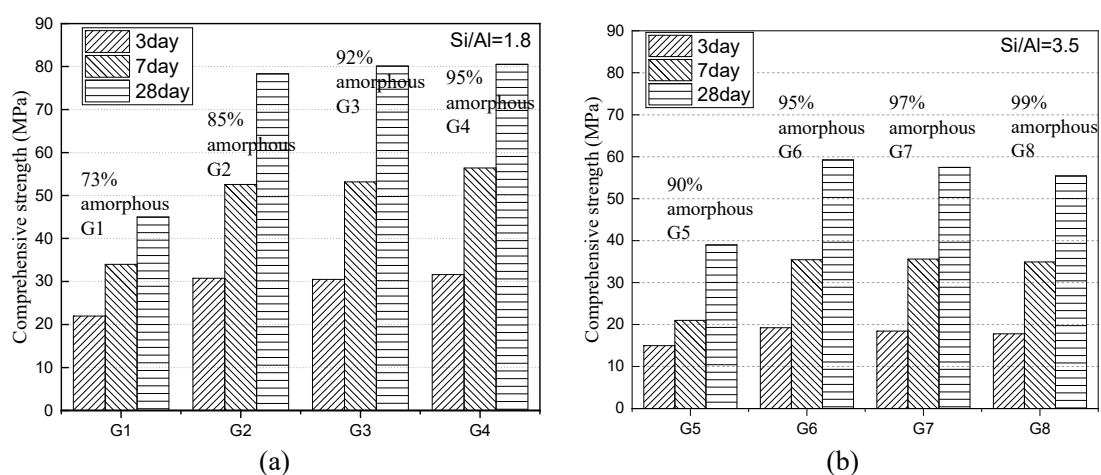 90
80
70
60
50
40
30
20
10
0
Comprehensive strength (MPa)
3day
7day
28day
Si/Al=1.8
73%
amorphous
G1
85%
amorphous
G2
92%
amorphous
G3
95%
amorphous
G4
G1 G2 G3 G4
(a)
90
80
70
60
50
40
30
20
10
0
Comprehensive strength (MPa)
3day
7day
28day
Si/Al=3.5
90%
amorphous
G5
95%
amorphous
G6
97%
amorphous
G7
99%
amorphous
G8
G5 G6 G7 G8
(b)